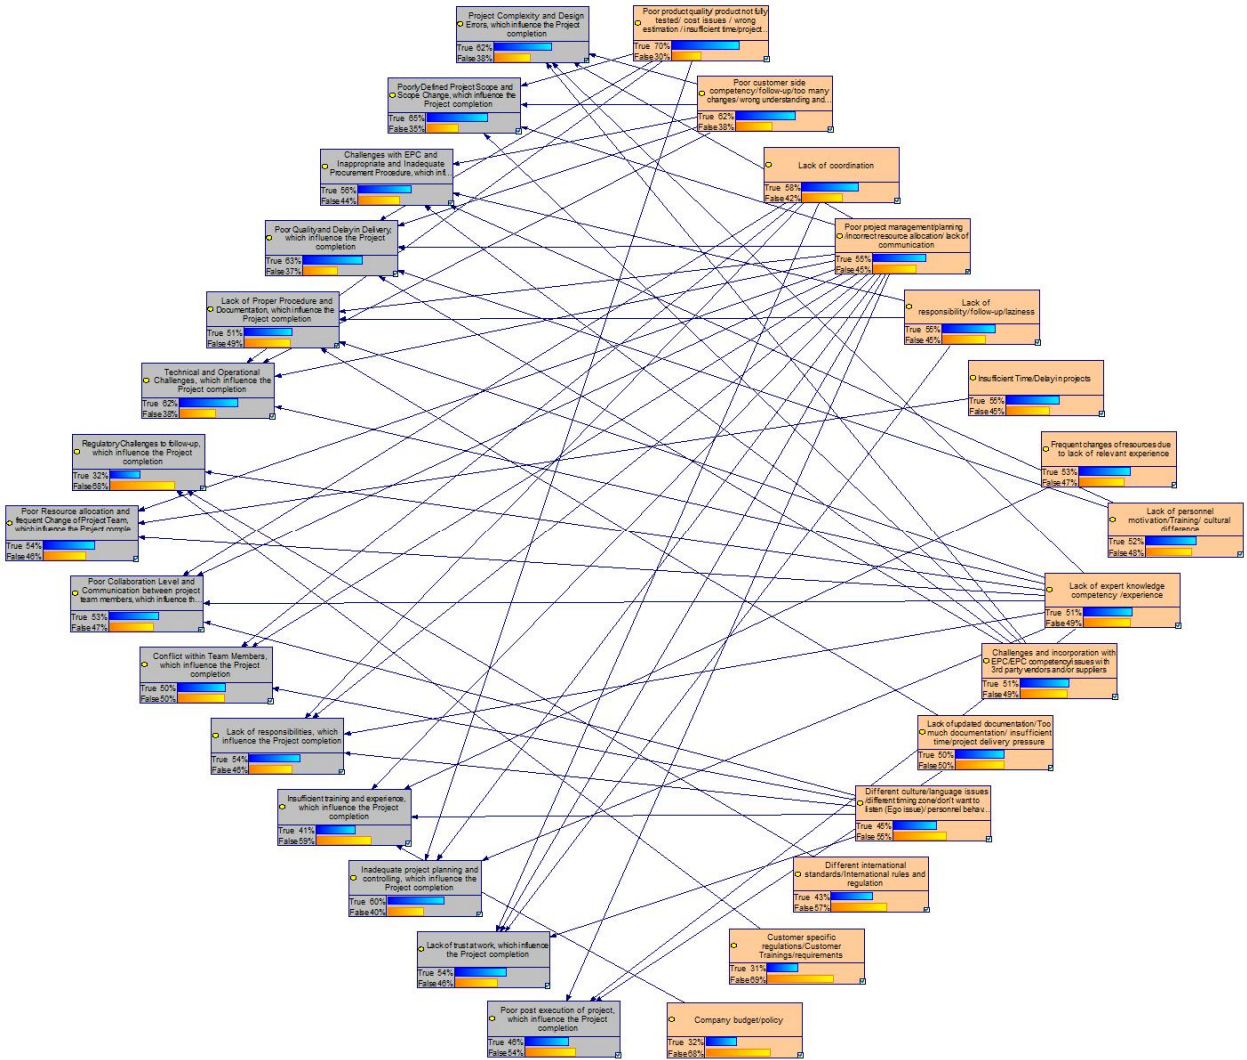 Project Complexity and Design
Errors, which influence the Project
completion
True 62%
False 38%
Poor product quality/ product not fully
tested/ cost issues / wrong
estimation / insufficient time/project...
True 70%
False 30%
Poorly Defined Project Scope and
Scope Change, which influence the
Project completion
True 65%
False 35%
Poor customer side
competency/follow-up/too many
changes/ wrong understanding and...
True 62%
False 38%
Challenges with EPC and
Inappropriate and Inadequate
Procurement Procedure, which infl...
True 56%
False 44%
Lack of coordination
True 58%
False 42%
Poor Quality and Delay in Delivery,
which influence the Project
completion
True 63%
False 37%
Poor project management/planning
/incorrect resource allocation/ lack of
communication
True 55%
False 45%
Lack of Proper Procedure and
Documentation, which influence the
Project completion
True 51%
False 49%
Lack of
responsibility/follow-up/laziness
True 55%
False 45%
Technical and Operational
Challenges, which influence the
Project completion
True 62%
False 38%
Insufficient Time/Delay in projects
True 55%
False 45%
Regulatory Challenges to follow-up,
which influence the Project
completion
True 32%
False 68%
Frequent changes of resources due
to lack of relevant experience
True 53%
False 47%
Poor Resource allocation and
frequent Change of Project Team,
which influence the Project comple...
True 54%
False 46%
Lack of personnel
motivation/Training/ cultural
difference
True 52%
False 48%
Poor Collaboration Level and
Communication between project
team members, which influence th...
True 53%
False 47%
Lack of expert knowledge
competency /experience
True 51%
False 49%
Conflict within Team Members,
which influence the Project
completion
True 50%
False 50%
Challenges and incorporation with
EPC/EPC competency/issues with
3rd party vendors and/or suppliers
True 51%
False 49%
Lack of responsibilities, which
influence the Project completion
True 54%
False 46%
Lack of updated documentation/Too
much documentation/ insufficient
time/project delivery pressure
True 50%
False 50%
Insufficient training and experience,
which influence the Project
completion
True 41%
False 59%
Different culture/language issues
/different timing zone/don't want to
listen (Ego issue)/ personnel behav...
True 45%
False 55%
Inadequate project planning and
controlling, which influence the
Project completion
True 60%
False 40%
Different international
standards/International rules and
regulation
True 43%
False 57%
Lack of trust at work, which influence
the Project completion
True 54%
False 46%
Customer specific
regulations/Customer
Trainings/requirements
True 31%
False 69%
Poor post execution of project,
which influence the Project
completion
True 46%
False 54%
Company budget/policy
True 32%
False 68%